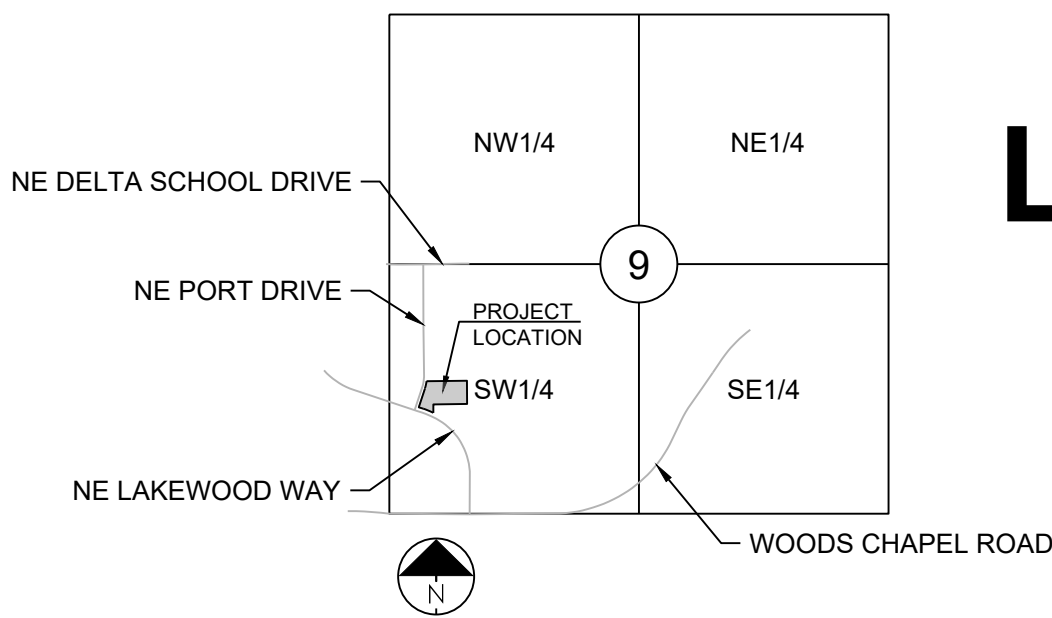 NW1/4
NE1/4
L
NE DELTA SCHOOL DRIVE
9
NE PORT DRIVE
PROJECT
LOCATION
SW1/4
SE1/4
NE LAKEWOOD WAY
WOODS CHAPEL ROAD
N